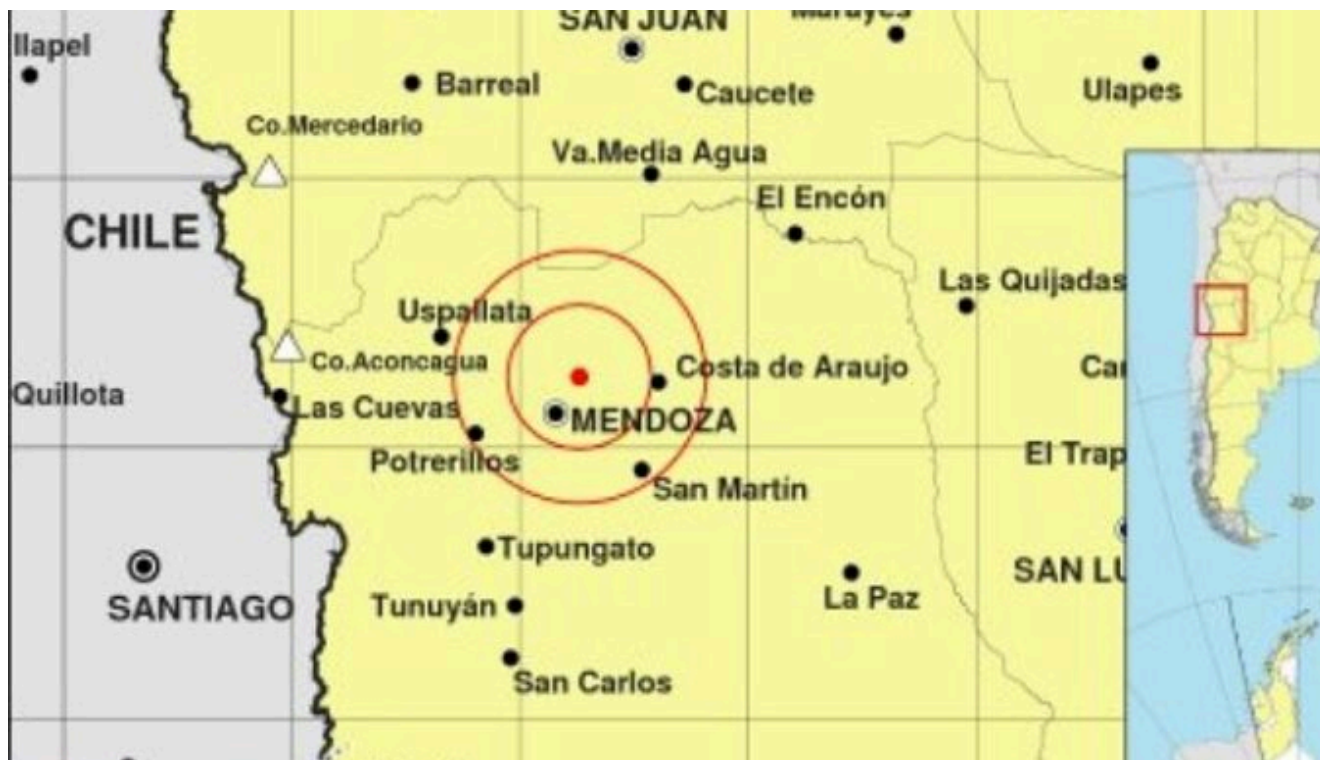 SAN JUAN
Marayes
Illapel
Barreal
Caucete
Ulapes
Co.Mercedario
Va.Media Agua
El Encón
CHILE
Las Quijadas
Uspallata
Co.Aconcagua
Costa de Araujo
Quillota
Las Cuevas
MENDOZA
Potrerillos
El Trap
San Martín
Tupungato
SAN LU
SANTIAGO
Tunuyán
La Paz
San Carlos